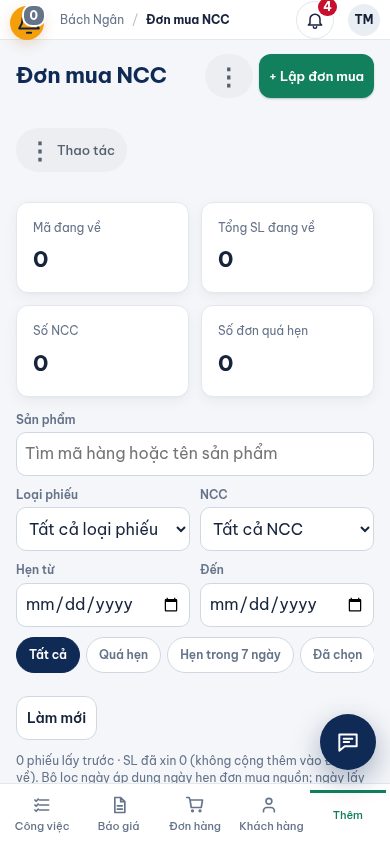 0
Bách Ngân / Đơn mua NCC
4
TM
Đơn mua NCC
+ Lập đơn mua
Thao tác
Mã đang về
0
Tổng SL đang về
0
Số NCC
0
Số đơn quá hẹn
0
Sản phẩm
Tìm mã hàng hoặc tên sản phẩm
Loại phiếu
NCC
Tất cả loại phiếu
Tất cả NCC
Hẹn từ
Đến
mm/dd/yyyy
mm/dd/yyyy
Tất cả
Quá hẹn
Hẹn trong 7 ngày
Đã chọn
Làm mới
0 phiếu lấy trước · SL đã xin 0 (không cộng thêm vào
về). Bộ lọc ngày áp dụng ngày hẹn đơn mua nguồn; ngày lấy
Công việc
Báo giá
Đơn hàng
Khách hàng
Thêm